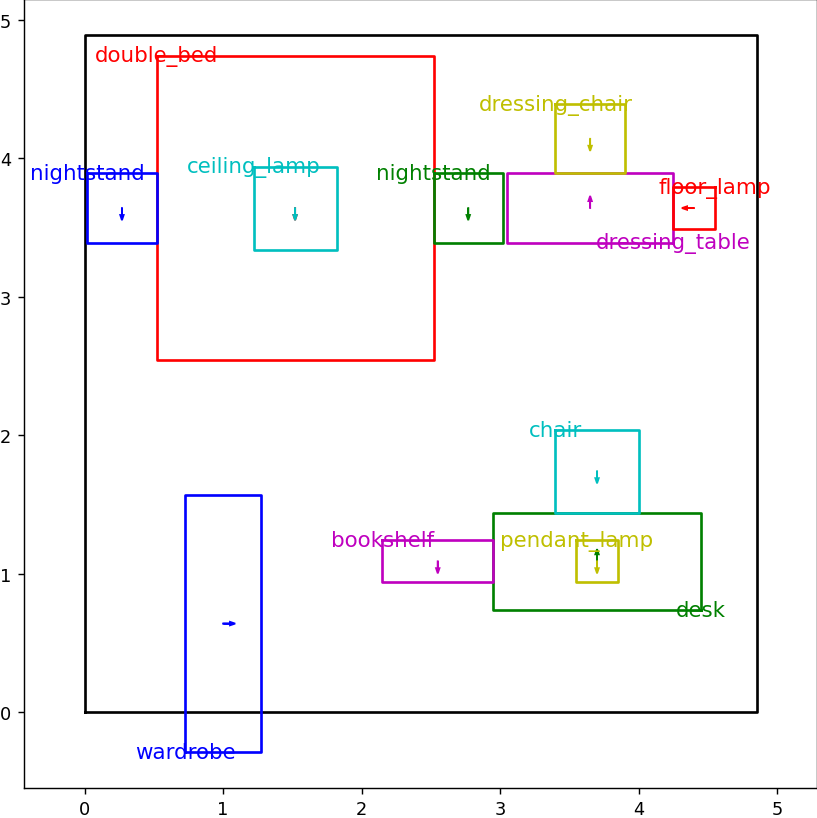 5
double_bed
dressing_chair
4
nightstand
ceiling_lamp
nightstand
floor_lamp
dressing_table
3
2
chair
bookshelf
pendant_lamp
1
desk
0
wardrobe
0 1 2 3 4 5